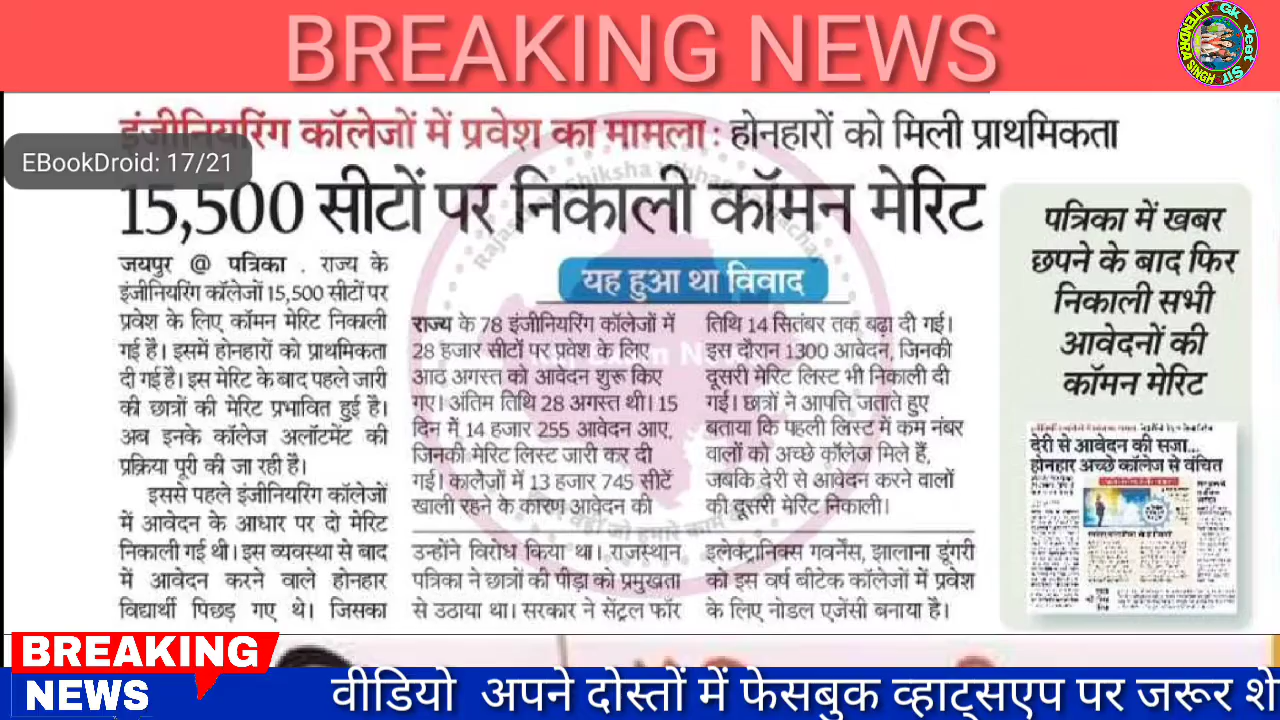 BREAKING NEWS
JITENDRA SINGH Gk Jeet Sir
इंजीनियरिंग कॉलेजों में प्रवेश का मामला : होनहारों को मिली प्राथमिकता
EBookDroid: 17/21
15,500 सीटों पर निकाली कॉमन मेरिट
जयपुर @ पत्रिका . राज्य के
इंजीनियरिंग कॉलेजों 15,500 सीटों पर
प्रवेश के लिए कॉमन मेरिट निकाली
गई है। इसमें होनहारों को प्राथमिकता
दी गई है। इस मेरिट के बाद पहले जारी
की छात्रों की मेरिट प्रभावित हुई है।
अब इनके कॉलेज अलॉटमेंट की
प्रक्रिया पूरी की जा रही है।
इससे पहले इंजीनियरिंग कॉलेजों
में आवेदन के आधार पर दो मेरिट
निकाली गई थी। इस व्यवस्था से बाद
में आवेदन करने वाले होनहार
विद्यार्थी पिछड़ गए थे। जिसका
यह हुआ था विवाद
राज्य के 78 इंजीनियरिंग कॉलेजों में
28 हजार सीटों पर प्रवेश के लिए
आठ अगस्त को आवेदन शुरू किए
गए। अंतिम तिथि 28 अगस्त थी। 15
दिन में 14 हजार 255 आवेदन आए,
जिनकी मेरिट लिस्ट जारी कर दी
गई। कालेजों में 13 हजार 745 सीटें
खाली रहने के कारण आवेदन की
तिथि 14 सितंबर तक बढ़ा दी गई।
इस दौरान 1300 आवेदन, जिनकी
दूसरी मेरिट लिस्ट भी निकाली दी
गई। छात्रों ने आपत्ति जताते हुए
बताया कि पहली लिस्ट में कम नंबर
वालों को अच्छे कॉलेज मिले हैं,
जबकि देरी से आवेदन करने वालों
की दूसरी मेरिट निकाली।
उन्होंने विरोध किया था। राजस्थान
पत्रिका ने छात्रों की पीड़ा को प्रमुखता
से उठाया था। सरकार ने सेंट्रल फॉर
इलेक्ट्रानिक्स गवर्नेंस, झालाना डूंगरी
को इस वर्ष बीटेक कॉलेजों में प्रवेश
के लिए नोडल एजेंसी बनाया है।
पत्रिका में खबर
छपने के बाद फिर
निकाली सभी
आवेदनों की
कॉमन मेरिट
देरी से आवेदन की सजा...
होनहार अच्छे कॉलेज से वंचित
BREAKING
NEWS
वीडियो अपने दोस्तों में फेसबुक व्हाट्सएप पर जरूर शे